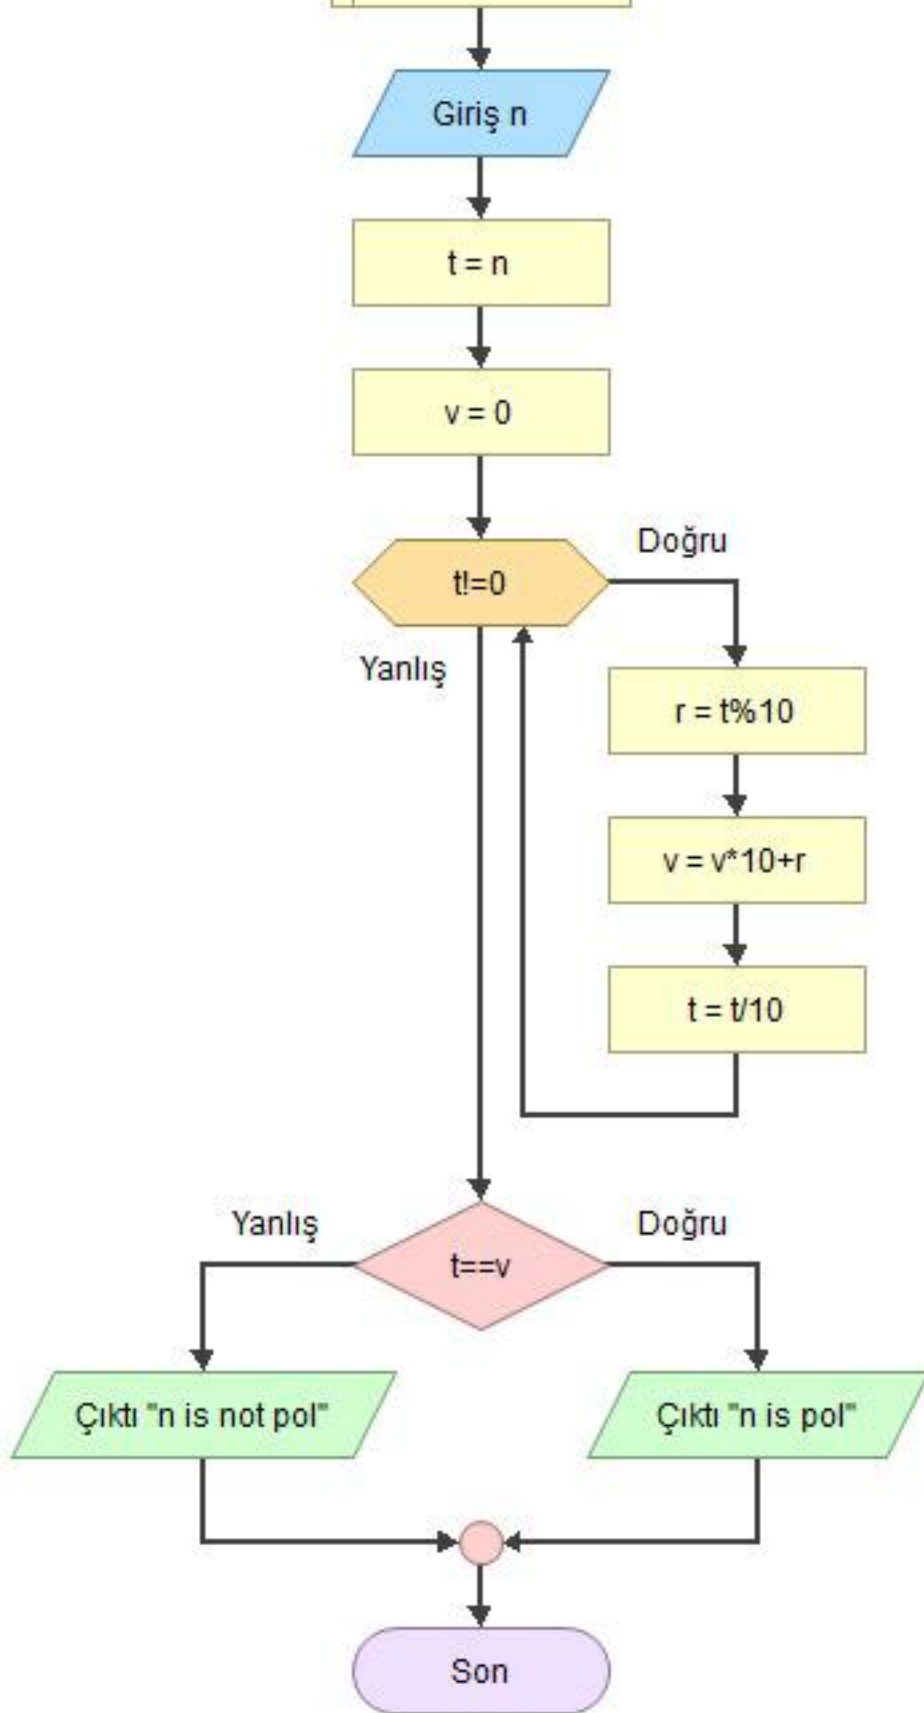 Giriş n
t = n
v = 0
t!=0
Doğru
Yanlış
r = t%10
v = v*10+r
t = t/10
t==v
Yanlış
Doğru
Çıktı "n is not pol"
Çıktı "n is pol"
Son